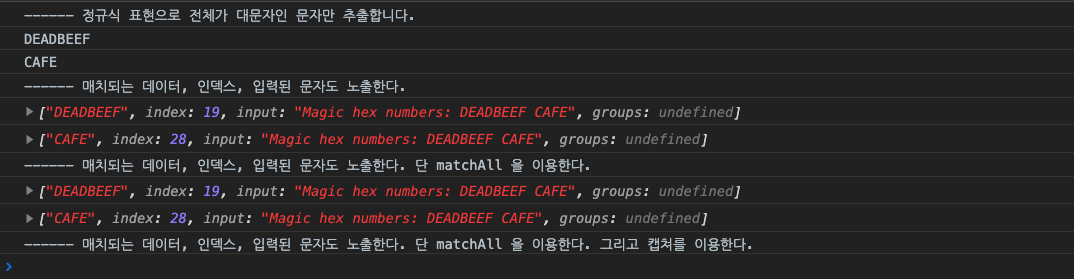 ------ 정규식 표현으로 전체가 대문자인 문자만 추출합니다.
DEADBEEF
CAFE
------ 매치되는 데이터, 인덱스, 입력된 문자도 노출한다.
▶ ["DEADBEEF", index: 19, input: "Magic hex numbers: DEADBEEF CAFE", groups: undefined]
▶ ["CAFE", index: 28, input: "Magic hex numbers: DEADBEEF CAFE", groups: undefined]
------ 매치되는 데이터, 인덱스, 입력된 문자도 노출한다. 단 matchAll 을 이용한다.
▶ ["DEADBEEF", index: 19, input: "Magic hex numbers: DEADBEEF CAFE", groups: undefined]
▶ ["CAFE", index: 28, input: "Magic hex numbers: DEADBEEF CAFE", groups: undefined]
------ 매치되는 데이터, 인덱스, 입력된 문자도 노출한다. 단 matchAll 을 이용한다. 그리고 캡쳐를 이용한다.
>